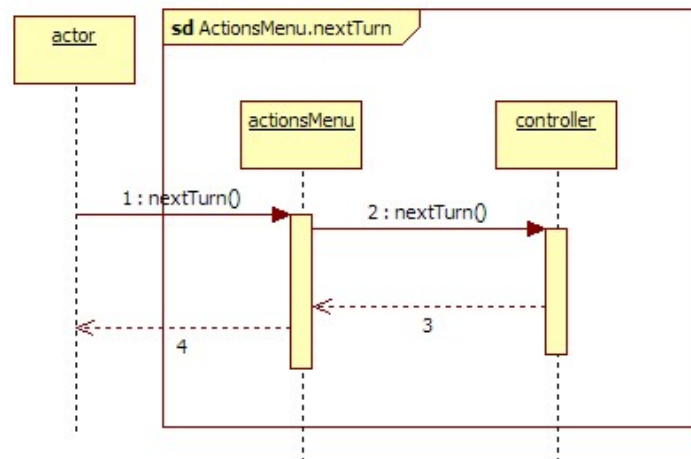 sd ActionsMenu.nextTurn
actor
actionsMenu
controller
1 : nextTurn()
2 : nextTurn()
3
4